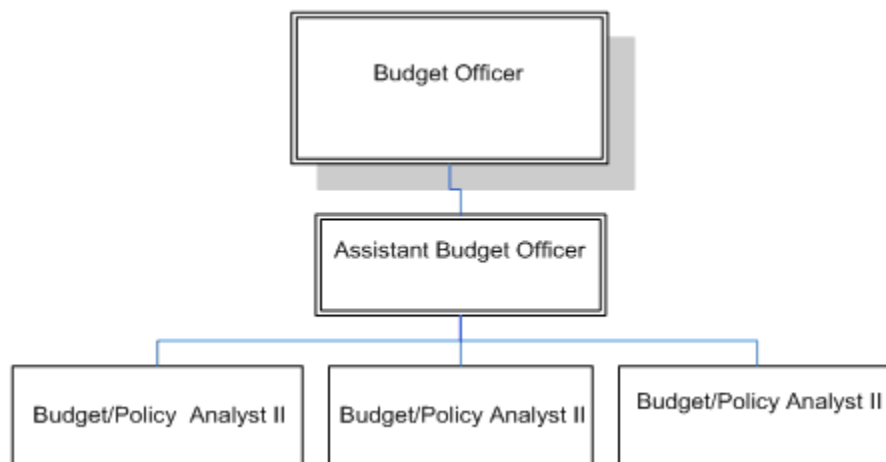 Budget Officer
Assistant Budget Officer
Budget/Policy  Analyst II
Budget/Policy Analyst II
Budget/Policy Analyst II